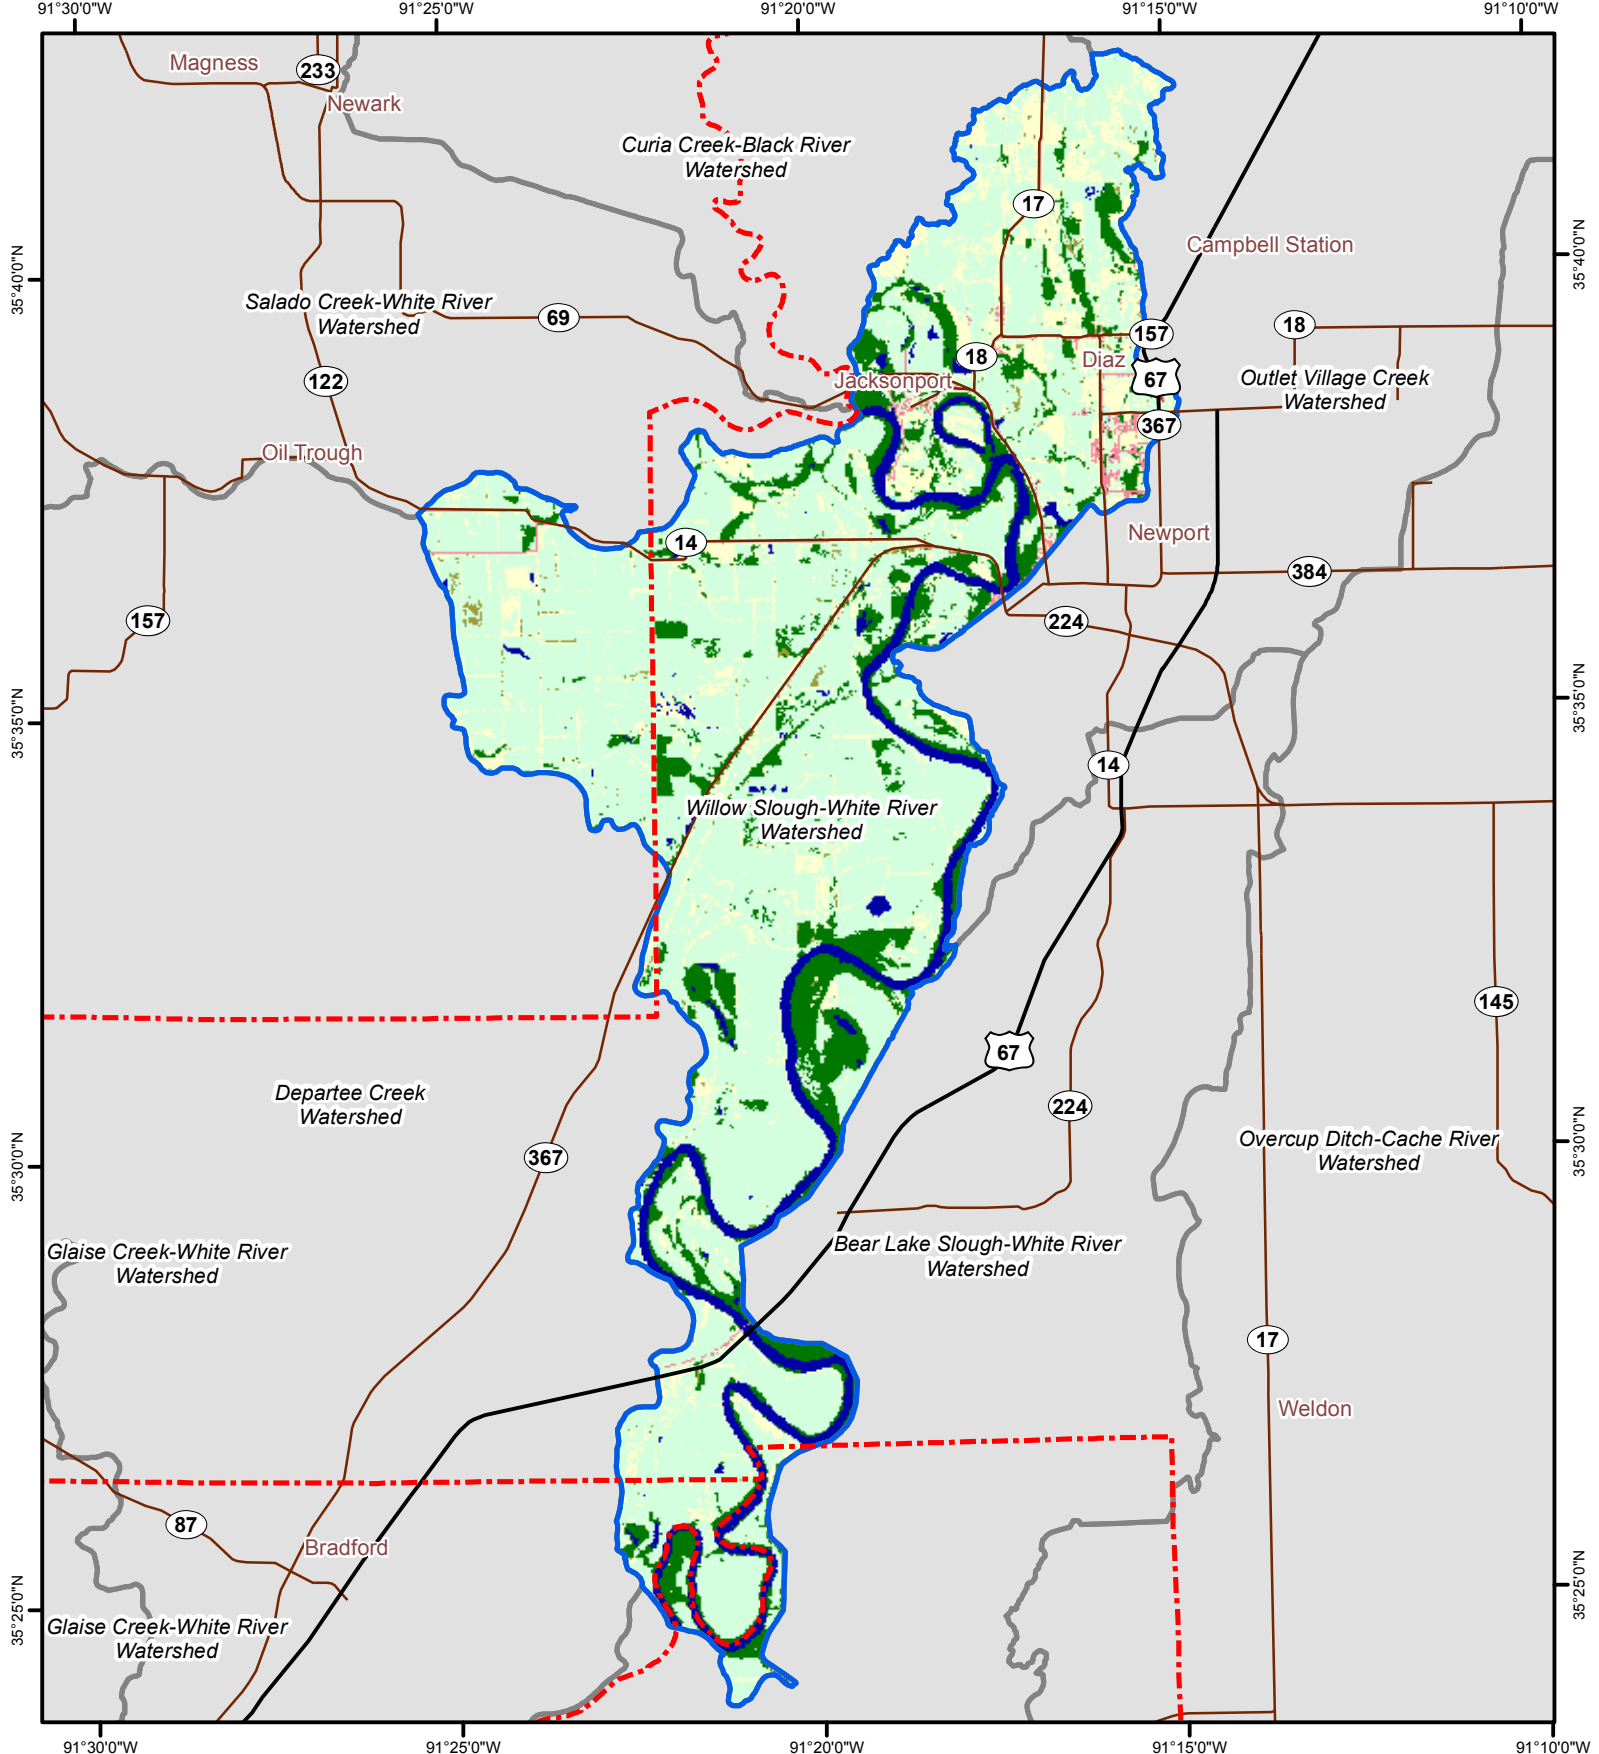 91°30'0"W
91°25'0"W
91°20'0"W
91°15'0"W
91°10'0"W
Magness
233
Newark
Curia Creek-Black River
Watershed
17
Campbell Station
35°40'0"N
35°40'0"N
Salado Creek-White River
Watershed
69
157
18
18
Diaz
67
122
Jacksonport
Outlet Village Creek
Watershed
367
Oil Trough
14
Newport
384
157
224
35°35'0"N
35°35'0"N
14
Willow Slough-White River
Watershed
145
67
Departee Creek
Watershed
224
35°30'0"N
35°30'0"N
367
Overcup Ditch-Cache River
Watershed
Glaise Creek-White River
Watershed
Bear Lake Slough-White River
Watershed
17
Weldon
87
Bradford
35°25'0"N
35°25'0"N
Glaise Creek-White River
Watershed
91°30'0"W
91°25'0"W
91°20'0"W
91°15'0"W
91°10'0"W